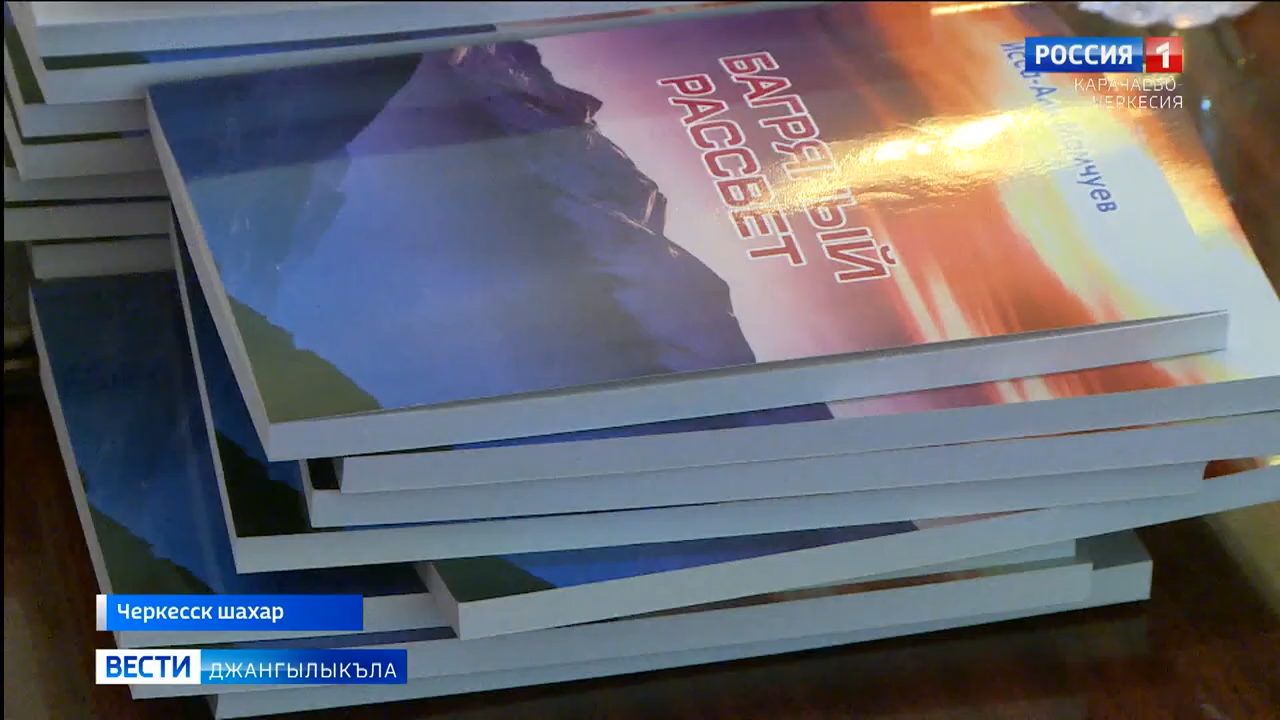 РОССИЯ 1
КАРАЧАЕВО
ЧЕРКЕСИЯ
БАГРЯНЫЙ
РАССВЕТ
Черкесск шахар
ВЕСТИ ДЖАНГЫЛЫКЪЛА